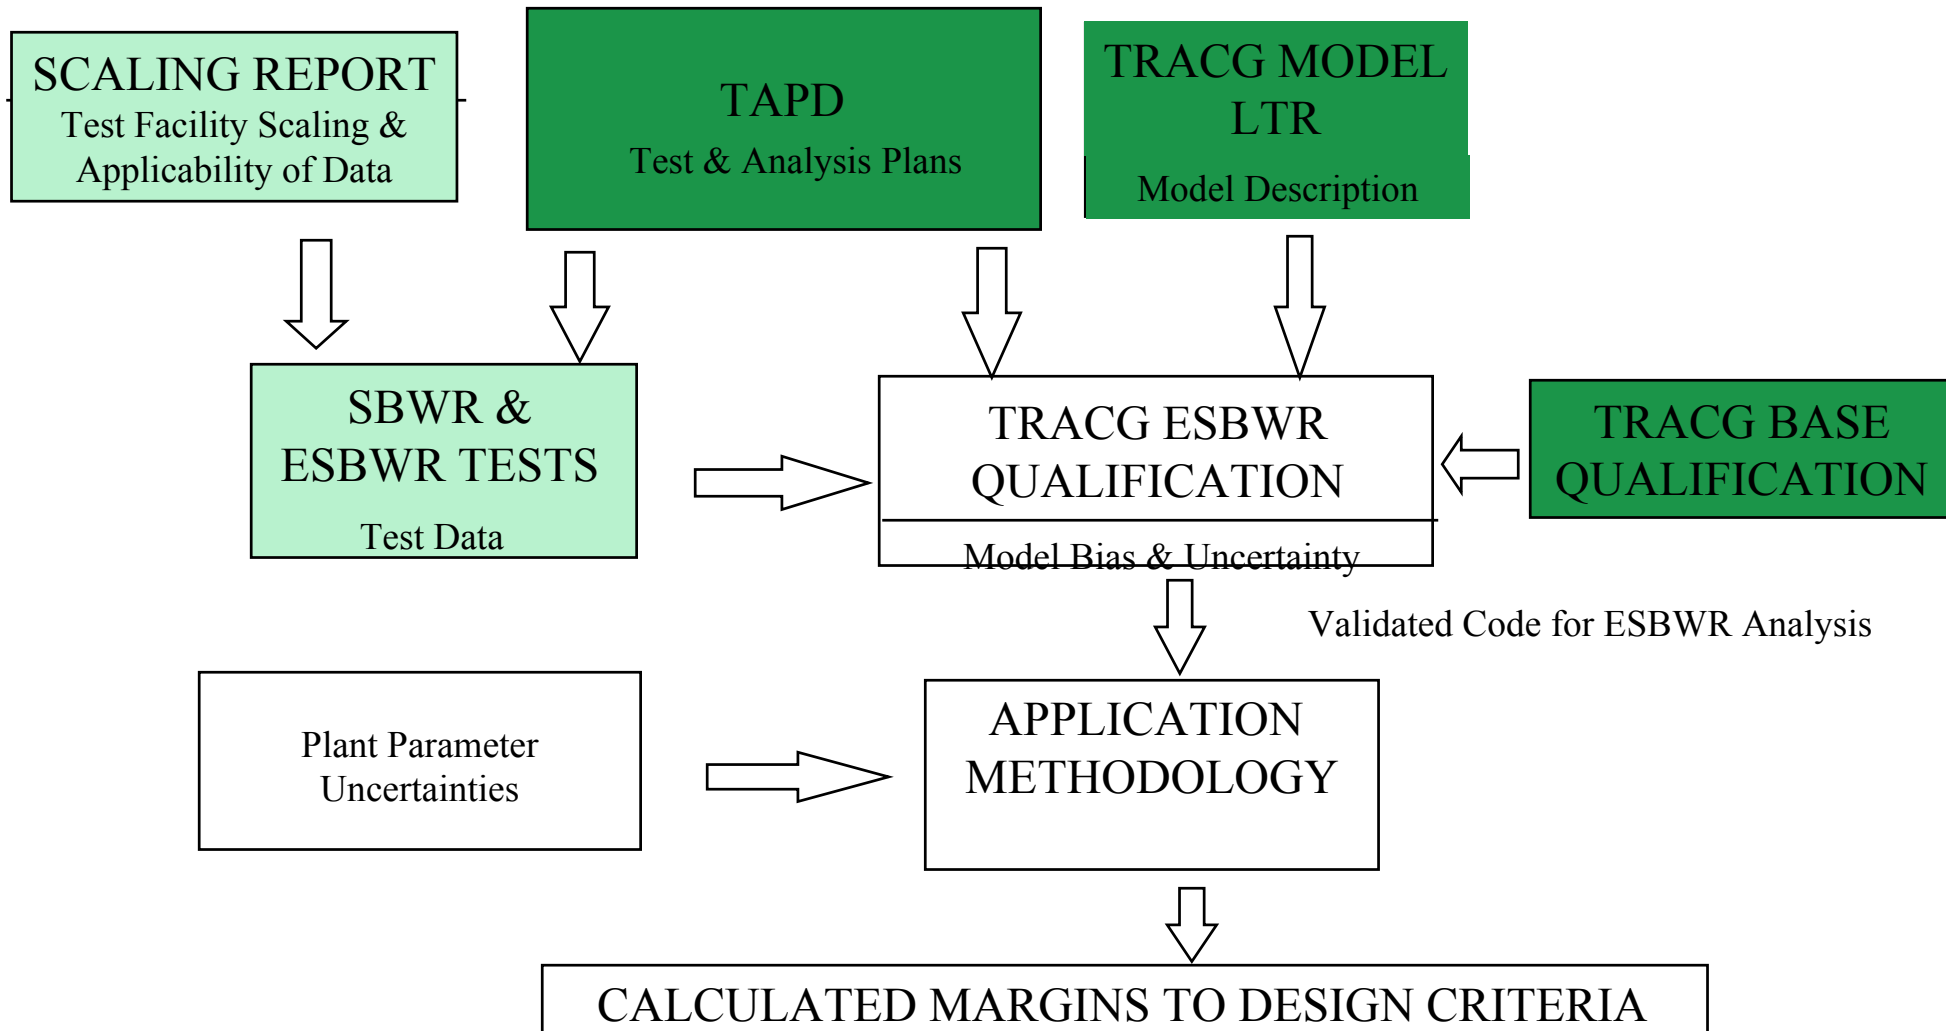 SCALING REPORT
Test Facility Scaling &
Applicability of Data
TAPD
Test & Analysis Plans
TRACG MODEL
LTR
Model Description
SBWR &
ESBWR TESTS
Test Data
TRACG ESBWR
QUALIFICATION
Model Bias & Uncertainty
TRACG BASE
QUALIFICATION
Validated Code for ESBWR Analysis
Plant Parameter
Uncertainties
APPLICATION
METHODOLOGY
CALCULATED MARGINS TO DESIGN CRITERIA